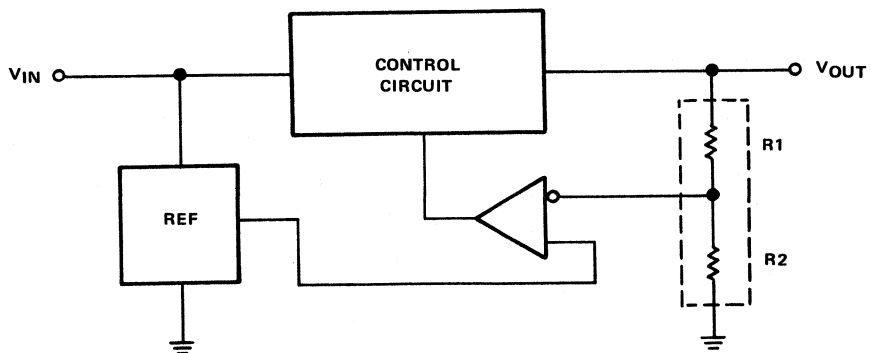 VIN
CONTROL
CIRCUIT
VOUT
R1
REF
R2